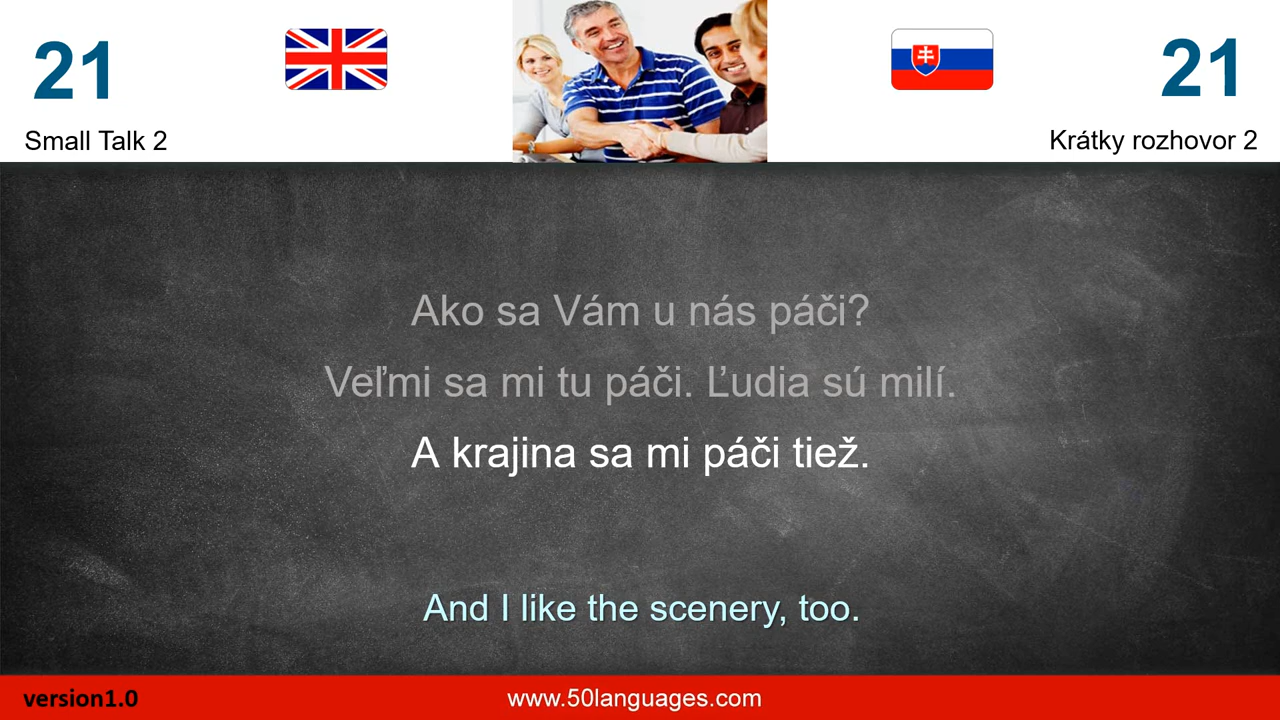 21
21
Small Talk 2
Krátky rozhovor 2
Ako sa Vám u nás páči?
Veľmi sa mi tu páči. Ľudia sú milí.
A krajina sa mi páči tiež.
And I like the scenery, too.
version1.0
www.50languages.com